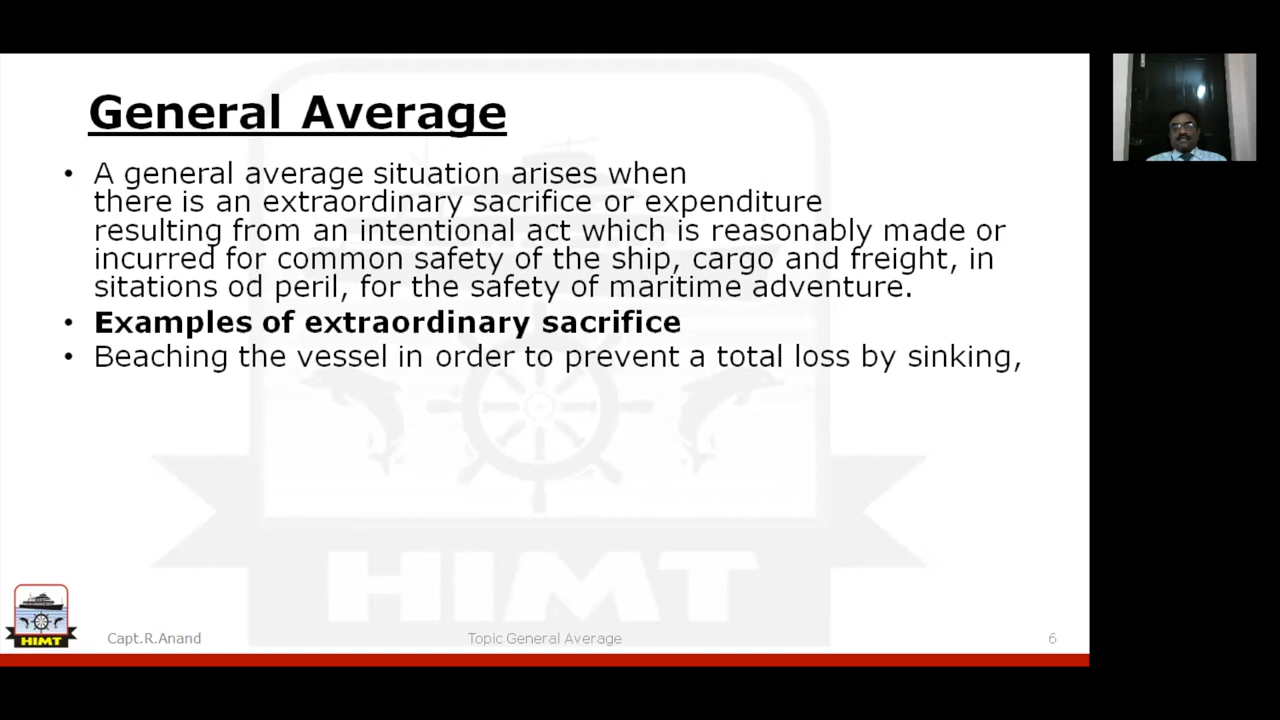 General Average
• A general average situation arises when
there is an extraordinary sacrifice or expenditure
resulting from an intentional act which is reasonably made or
incurred for common safety of the ship, cargo and freight, in
sitations od peril, for the safety of maritime adventure.
• Examples of extraordinary sacrifice
• Beaching the vessel in order to prevent a total loss by sinking,
HIMT
HIMT
Capt.R.Anand
Topic General Average
6